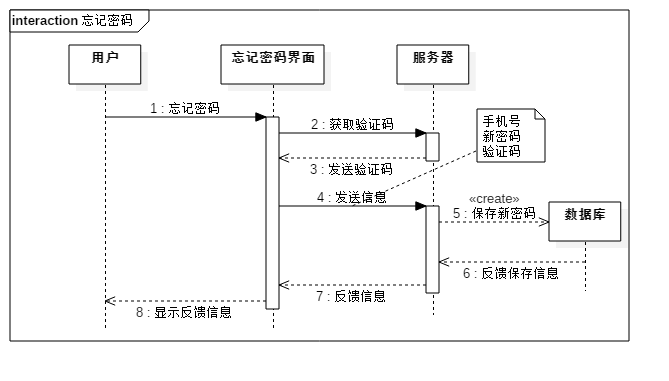 interaction 忘记密码
用户
忘记密码界面
服务器
1 : 忘记密码
2 : 获取验证码
手机号
新密码
验证码
3 : 发送验证码
4 : 发送信息
«create»
5 : 保存新密码
数据库
6 : 反馈保存信息
7 : 反馈信息
8 : 显示反馈信息